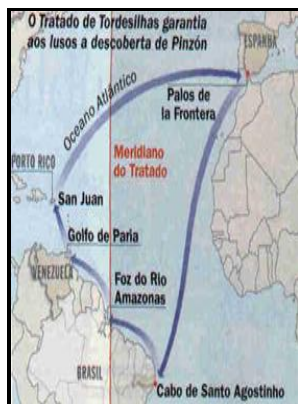 O Tratado de Tordesilhas garantia
aos lusos a descoberta de Pinzón
ESPANHA
Palos de
la Frontera
Oceano Atlântico
Meridiano
do Tratado
PORTO RICO
San Juan
Golfo de Paria
VENEZUELA
Foz do Rio
Amazonas
BRASIL
Cabo de Santo Agostinho